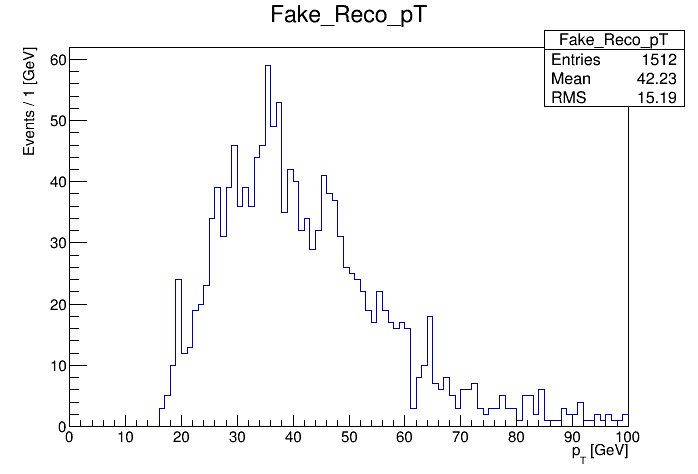 Fake_Reco_pT
Fake_Reco_pT
Entries 1512
Mean 42.23
RMS 15.19
Events / 1 [GeV]
60
50
40
30
20
10
0
0 10 20 30 40 50 60 70 80 90 100
p_T [GeV]